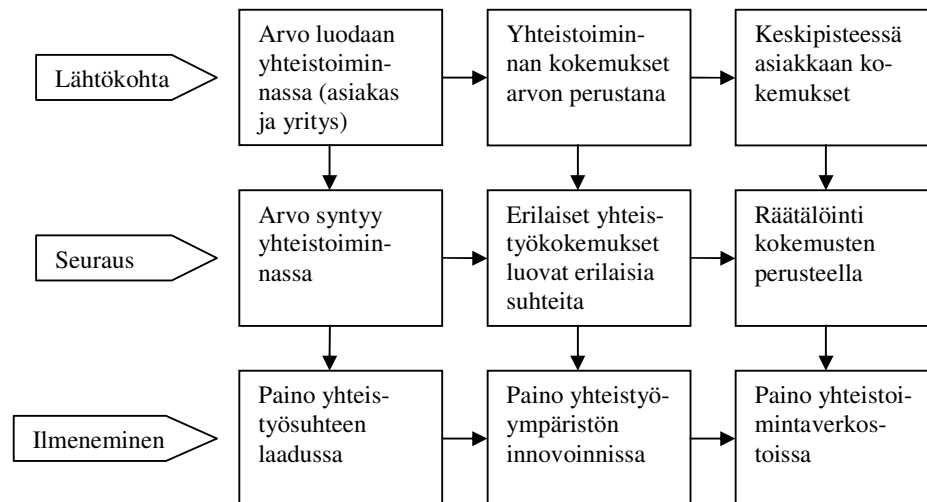 Lähtökohta
Arvo luodaan
yhteistoimin-
nassa (asiakas
ja yritys)
Yhteistoimin-
nan kokemukset
arvon perustana
Keskipisteessä
asiakkaan ko-
kemukset
Seuraus
Arvo syntyy
yhteistoimin-
nassa
Erilaiset yhteis-
työkokemukset
luovat erilaisia
suhteita
Räätälöinti
kokemusten
perusteella
Ilmeneminen
Paino yhteis-
työsuhteen
laadussa
Paino yhteistyö-
ympäristön
innovoinnissa
Paino yhteistoi-
mintaverkos-
toissa